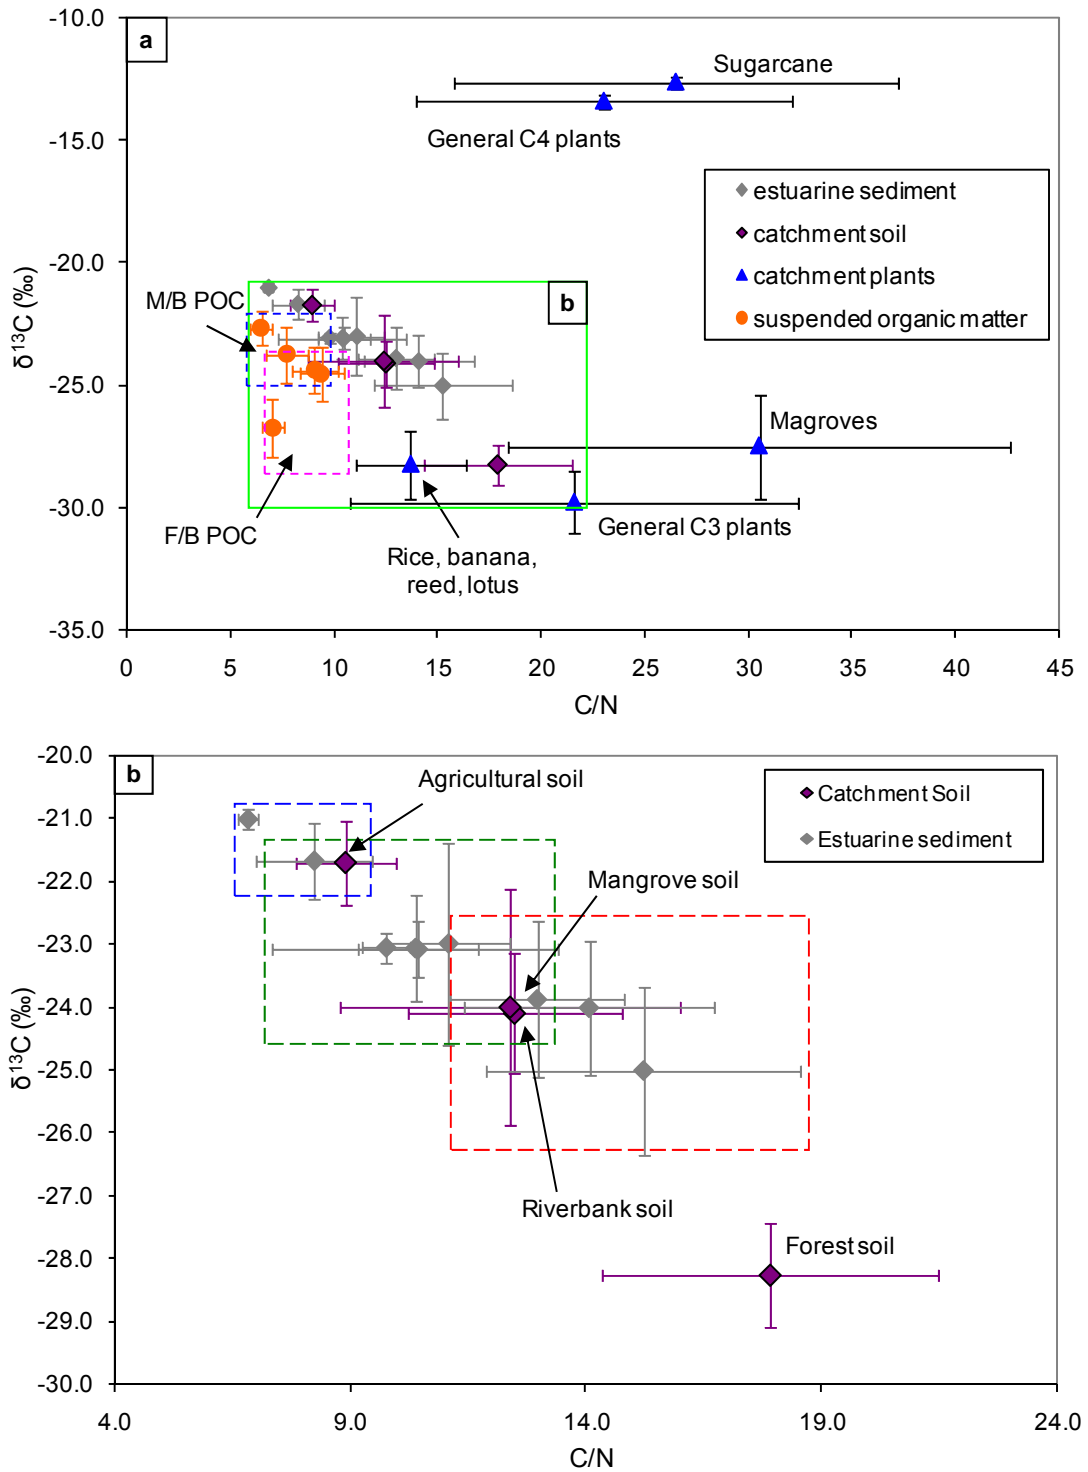 a
-10.0
-15.0
-20.0
-25.0
-30.0
-35.0
δ¹³C (‰)
Sugarcane
General C4 plants
estuarine sediment
catchment soil
catchment plants
suspended organic matter
M/B POC
b
Magroves
General C3 plants
F/B POC
Rice, banana,
reed, lotus
0 5 10 15 20 25 30 35 40 45
C/N
b
-20.0
-21.0
-22.0
-23.0
-24.0
-25.0
-26.0
-27.0
-28.0
-29.0
-30.0
δ¹³C (‰)
Agricultural soil
Catchment Soil
Estuarine sediment
Mangrove soil
Riverbank soil
Forest soil
4.0 9.0 14.0 19.0 24.0
C/N